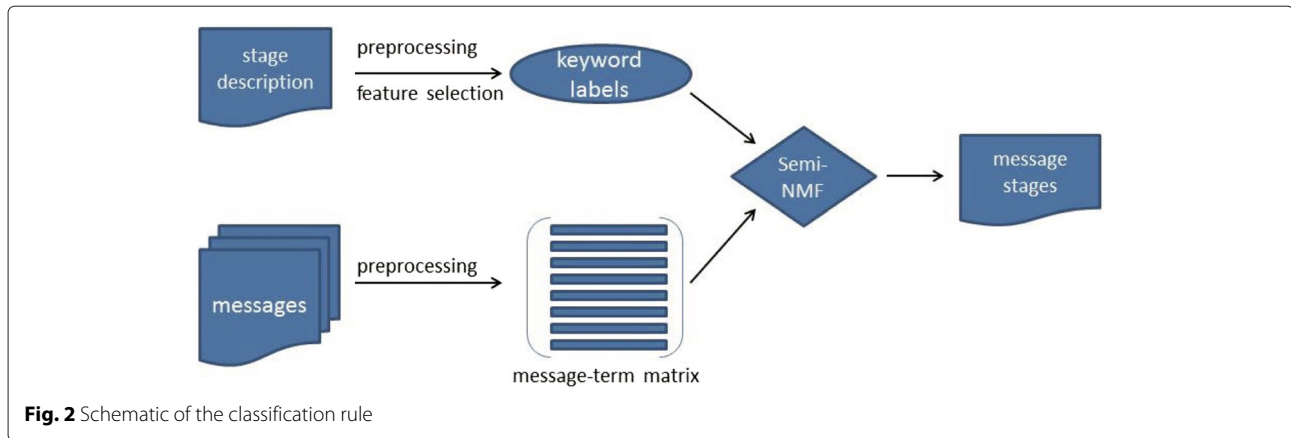 stage
description
preprocessing
feature selection
keyword
labels
messages
preprocessing
message-term matrix
Semi-
NMF
message
stages
Fig. 2 Schematic of the classification rule